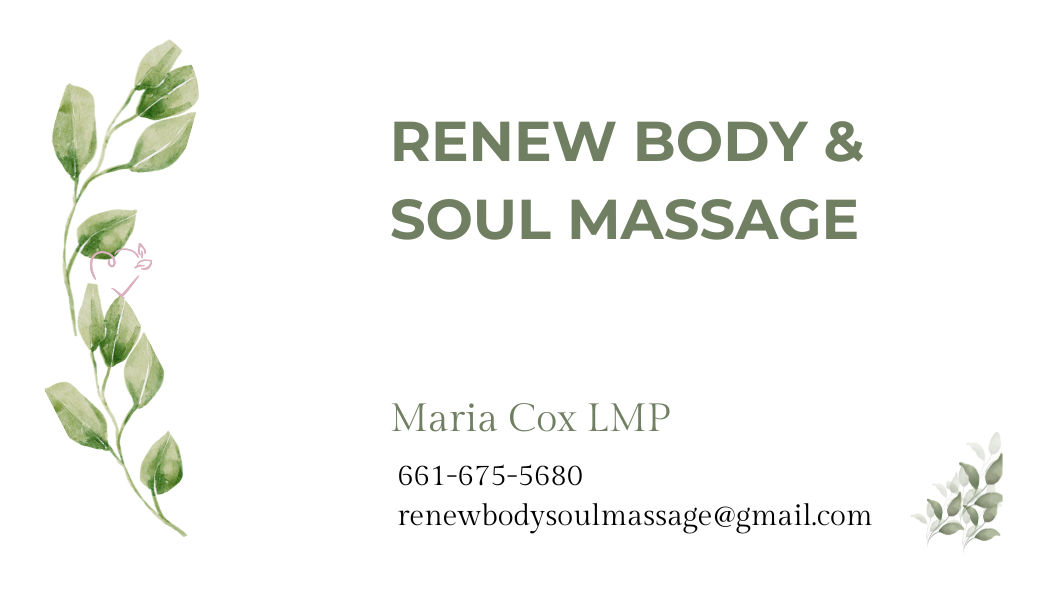 RENEW BODY &
SOUL MASSAGE
Maria Cox LMP
661-675-5680
renewbodysoulmassage@gmail.com